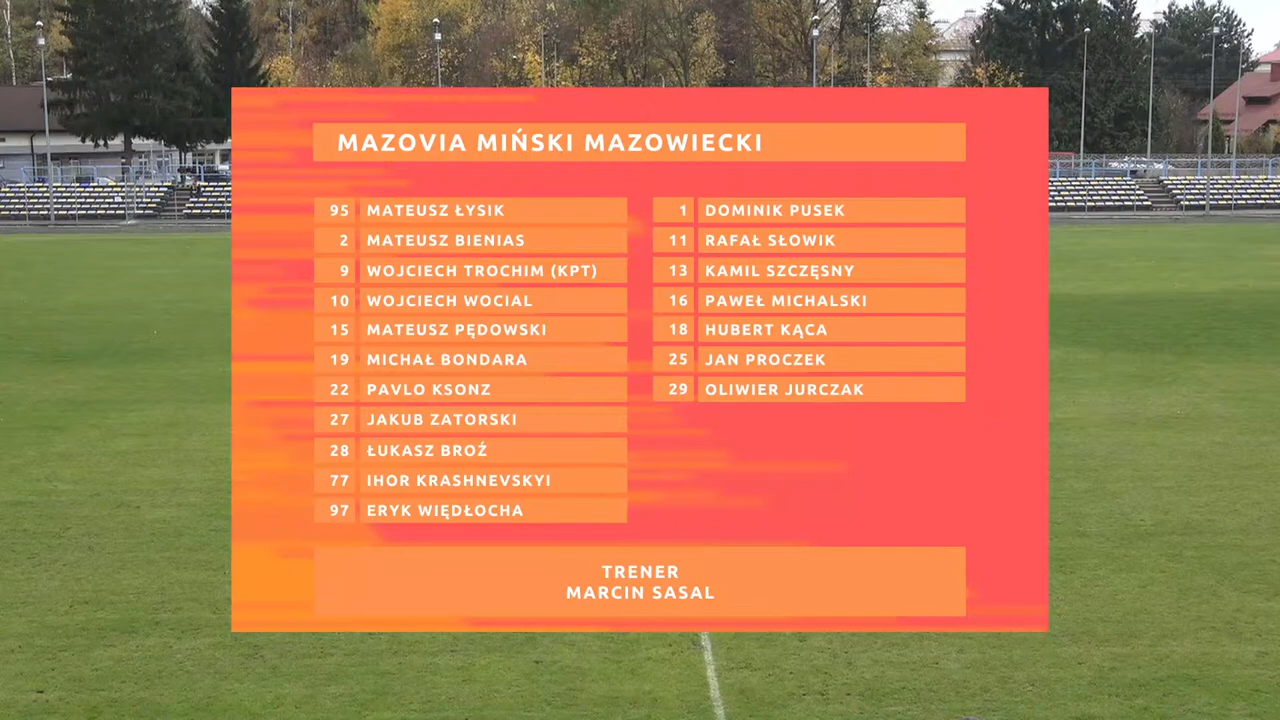 MAZOVIA MIŃSKI MAZOWIECKI
95 MATEUSZ ŁYSIK
2 MATEUSZ BIENIAS
9 WOJCIECH TROCHIM (KPT)
10 WOJCIECH WOCIAL
15 MATEUSZ PĘDOWSKI
19 MICHAŁ BONDARA
22 PAVLO KSONZ
27 JAKUB ZATORSKI
28 ŁUKASZ BROŹ
77 IHOR KRASHNEVSKYI
97 ERYK WIĘDŁOCHA
1 DOMINIK PUSEK
11 RAFAŁ SŁOWIK
13 KAMIL SZCZĘSNY
16 PAWEŁ MICHALSKI
18 HUBERT KĄCA
25 JAN PROCZEK
29 OLIWIER JURCZAK
TRENER
MARCIN SASAL